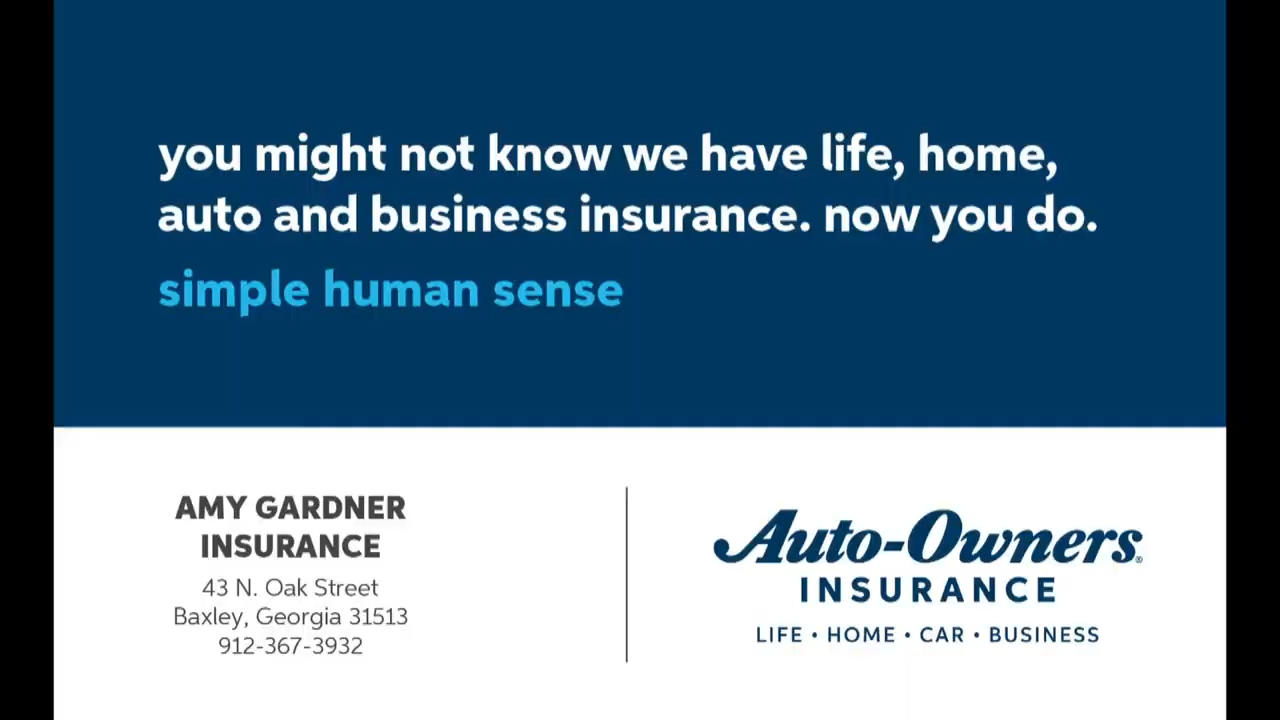 you might not know we have life, home,
auto and business insurance. now you do.
simple human sense
AMY GARDNER
INSURANCE
43 N. Oak Street
Baxley, Georgia 31513
912-367-3932
Auto-Owners®
INSURANCE
LIFE • HOME • CAR • BUSINESS